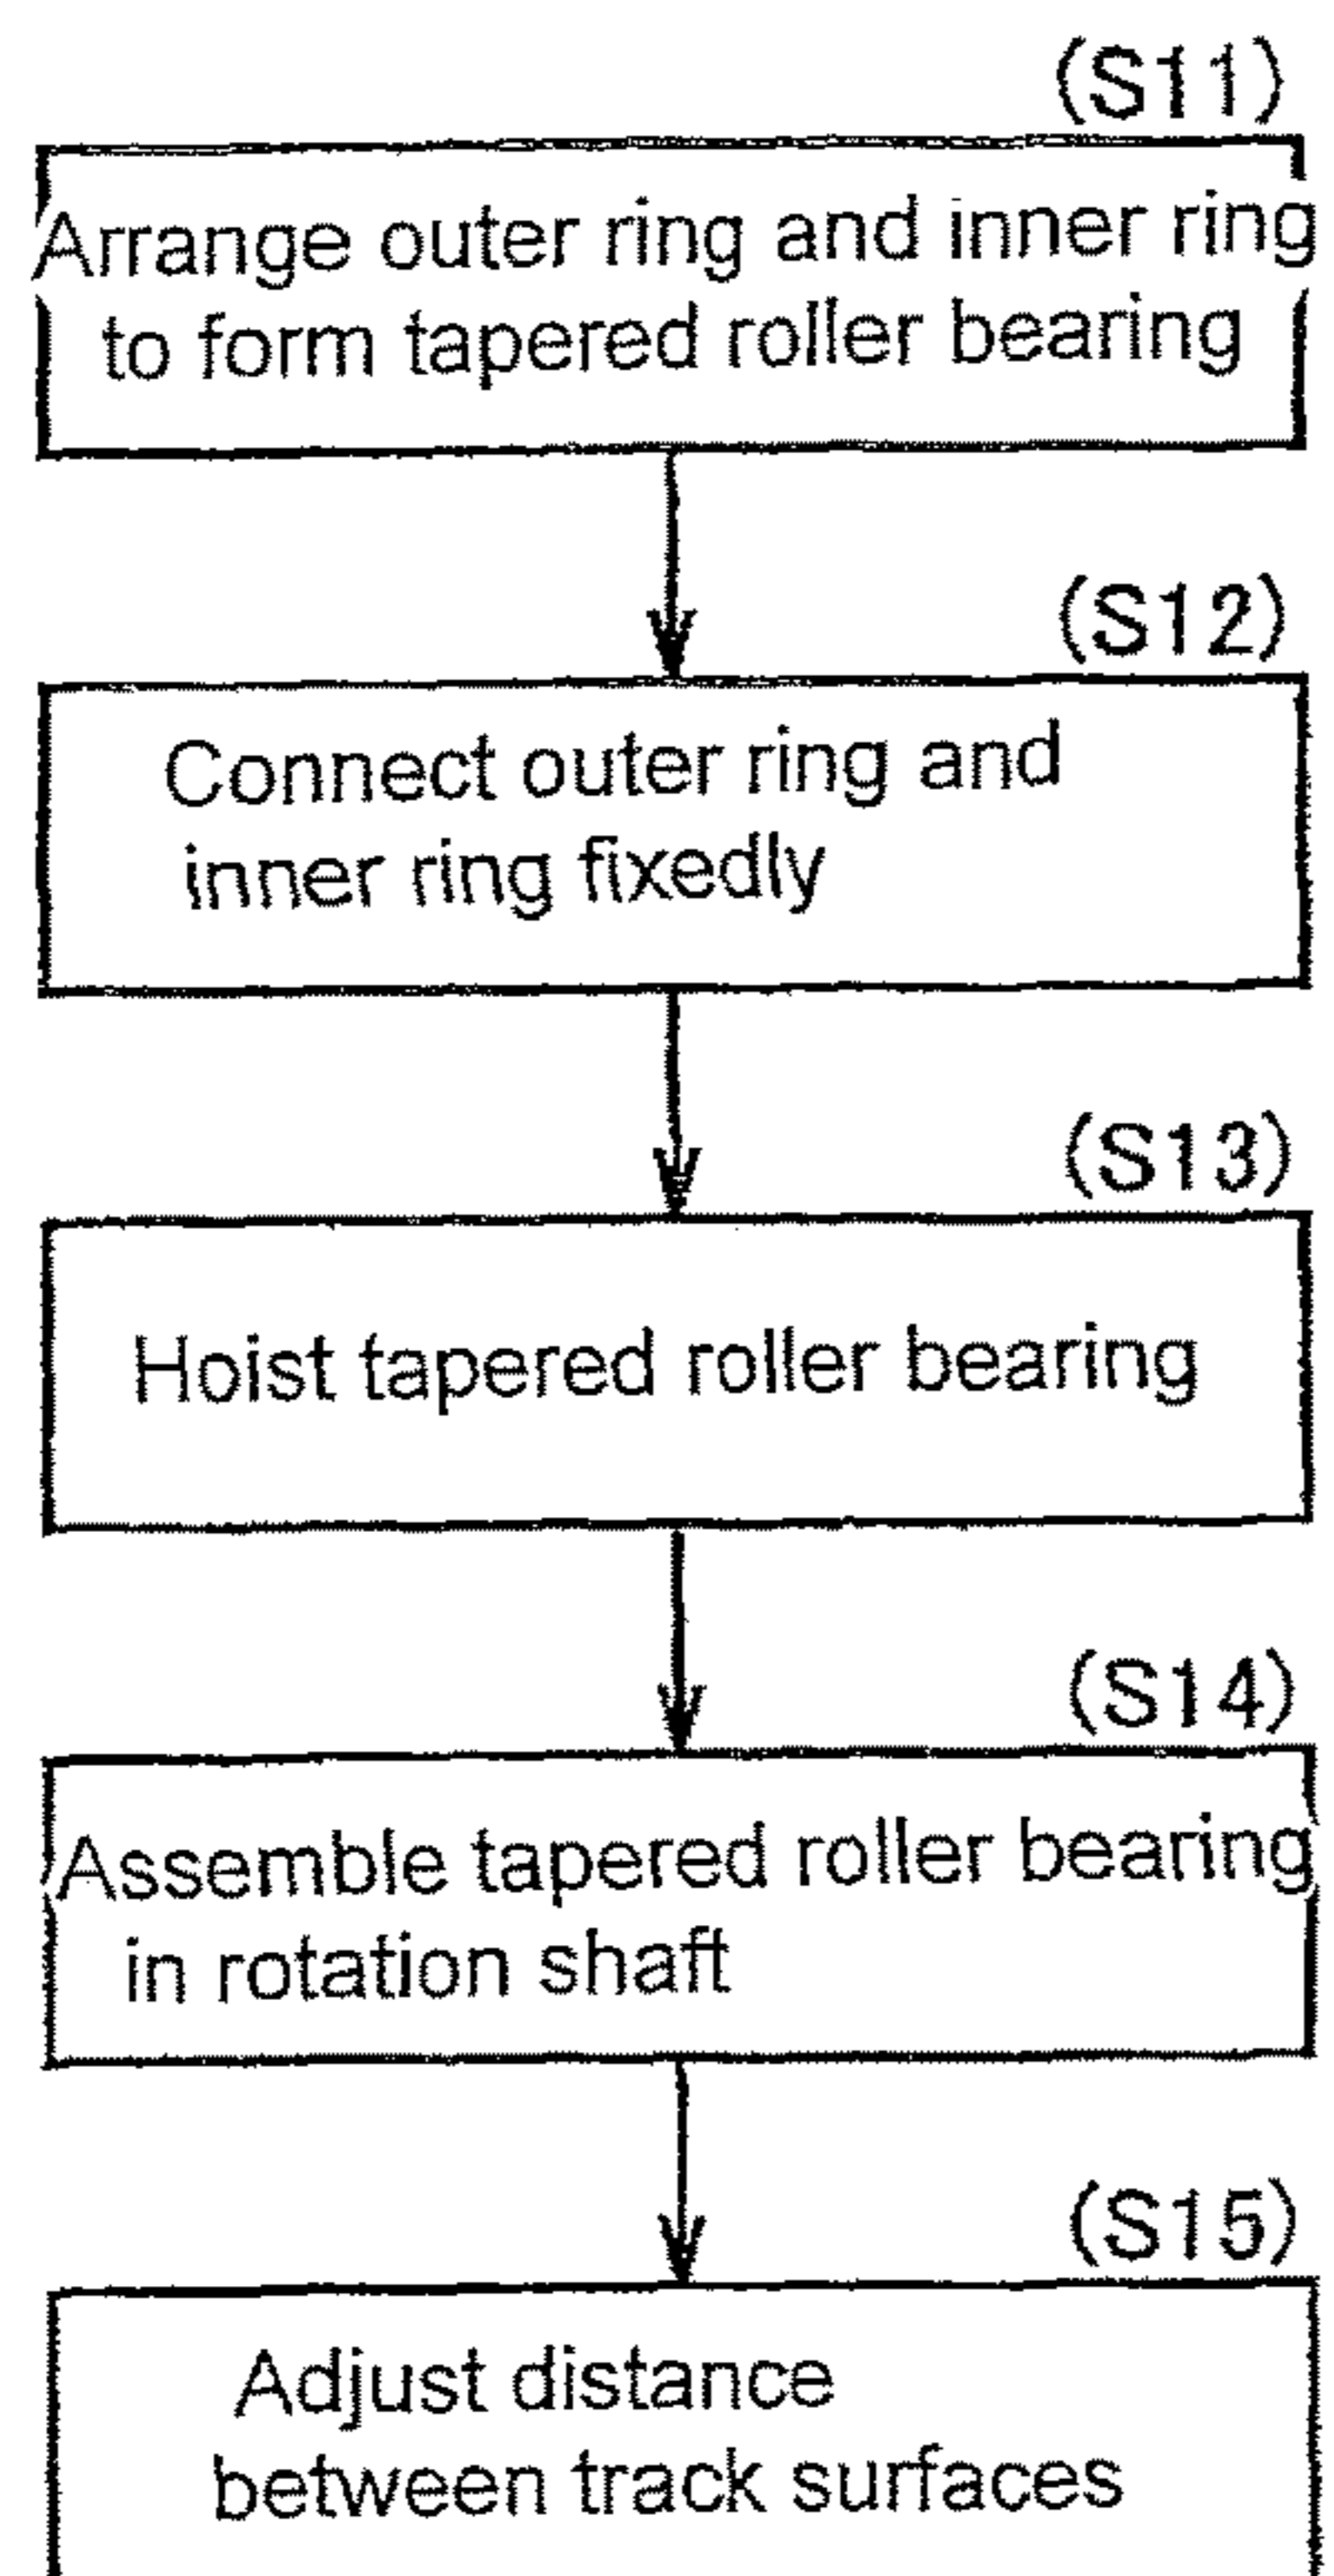 (S11)
Arrange outer ring and inner ring
to form tapered roller bearing
(S12)
Connect outer ring and
inner ring fixedly
(S13)
Hoist tapered roller bearing
(S14)
Assemble tapered roller bearing
in rotation shaft
(S15)
Adjust distance
between track surfaces